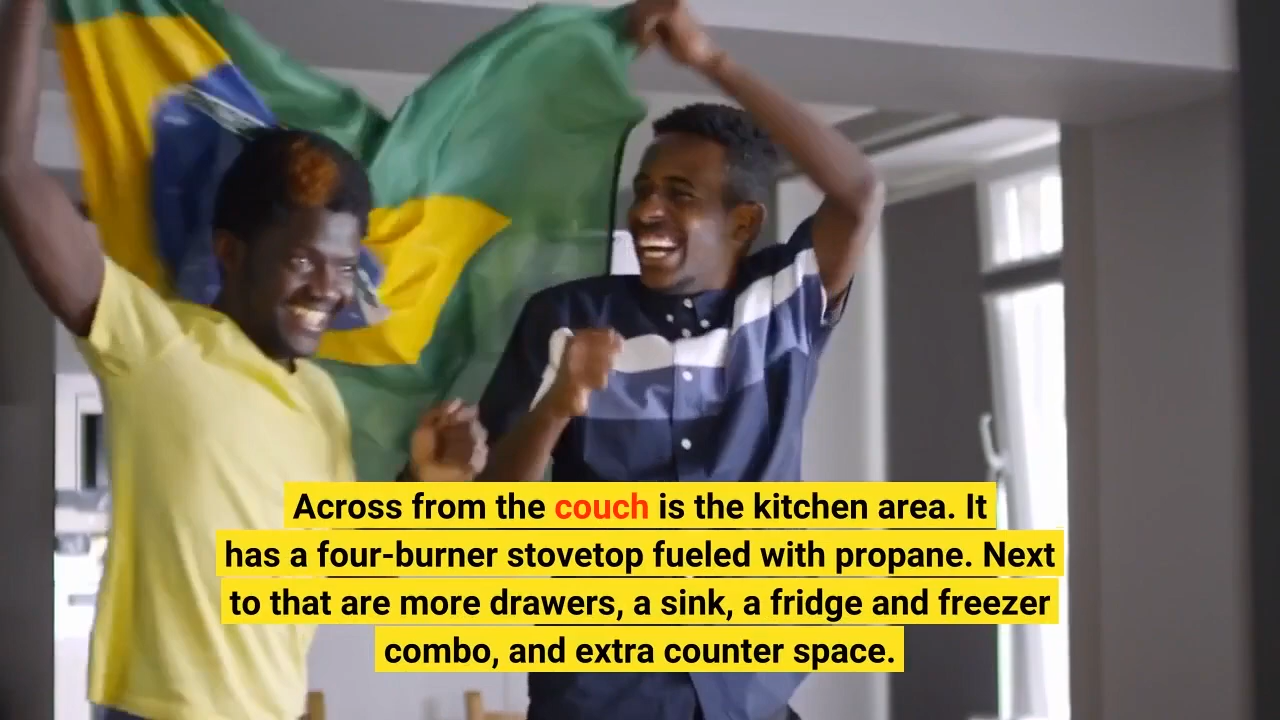 Across from the couch is the kitchen area. It
has a four-burner stovetop fueled with propane. Next
to that are more drawers, a sink, a fridge and freezer
combo, and extra counter space.